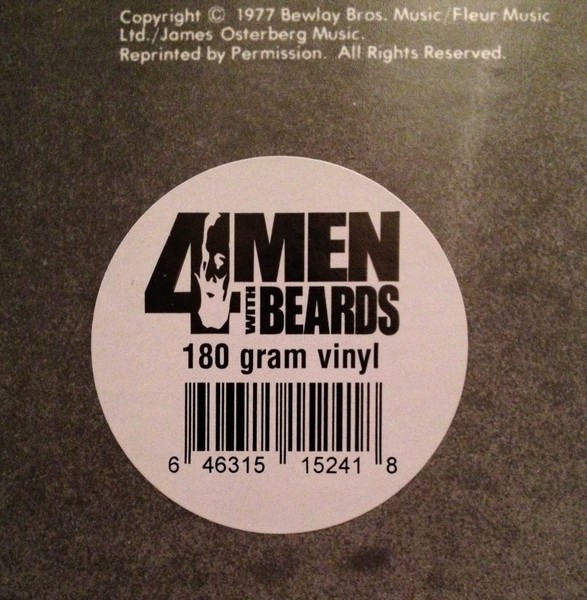 Copyright © 1977 Bewlay Bros. Music/Fleur Music
Ltd./James Osterberg Music.
Reprinted by Permission. All Rights Reserved.
4 MEN
WITH BEARDS
180 gram vinyl
6 46315 15241 8